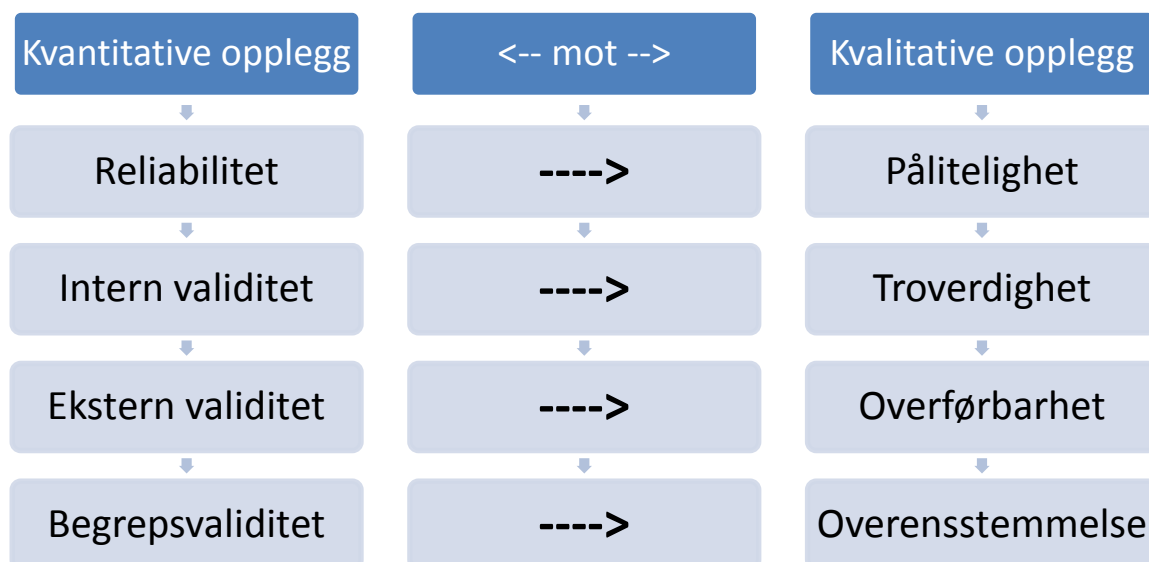 Kvantitative opplegg
<-- mot -->
Kvalitative opplegg
Reliabilitet
---->
Pålitelighet
Intern validitet
---->
Troverdighet
Ekstern validitet
---->
Overførbarhet
Begrepsvaliditet
---->
Overensstemmelse